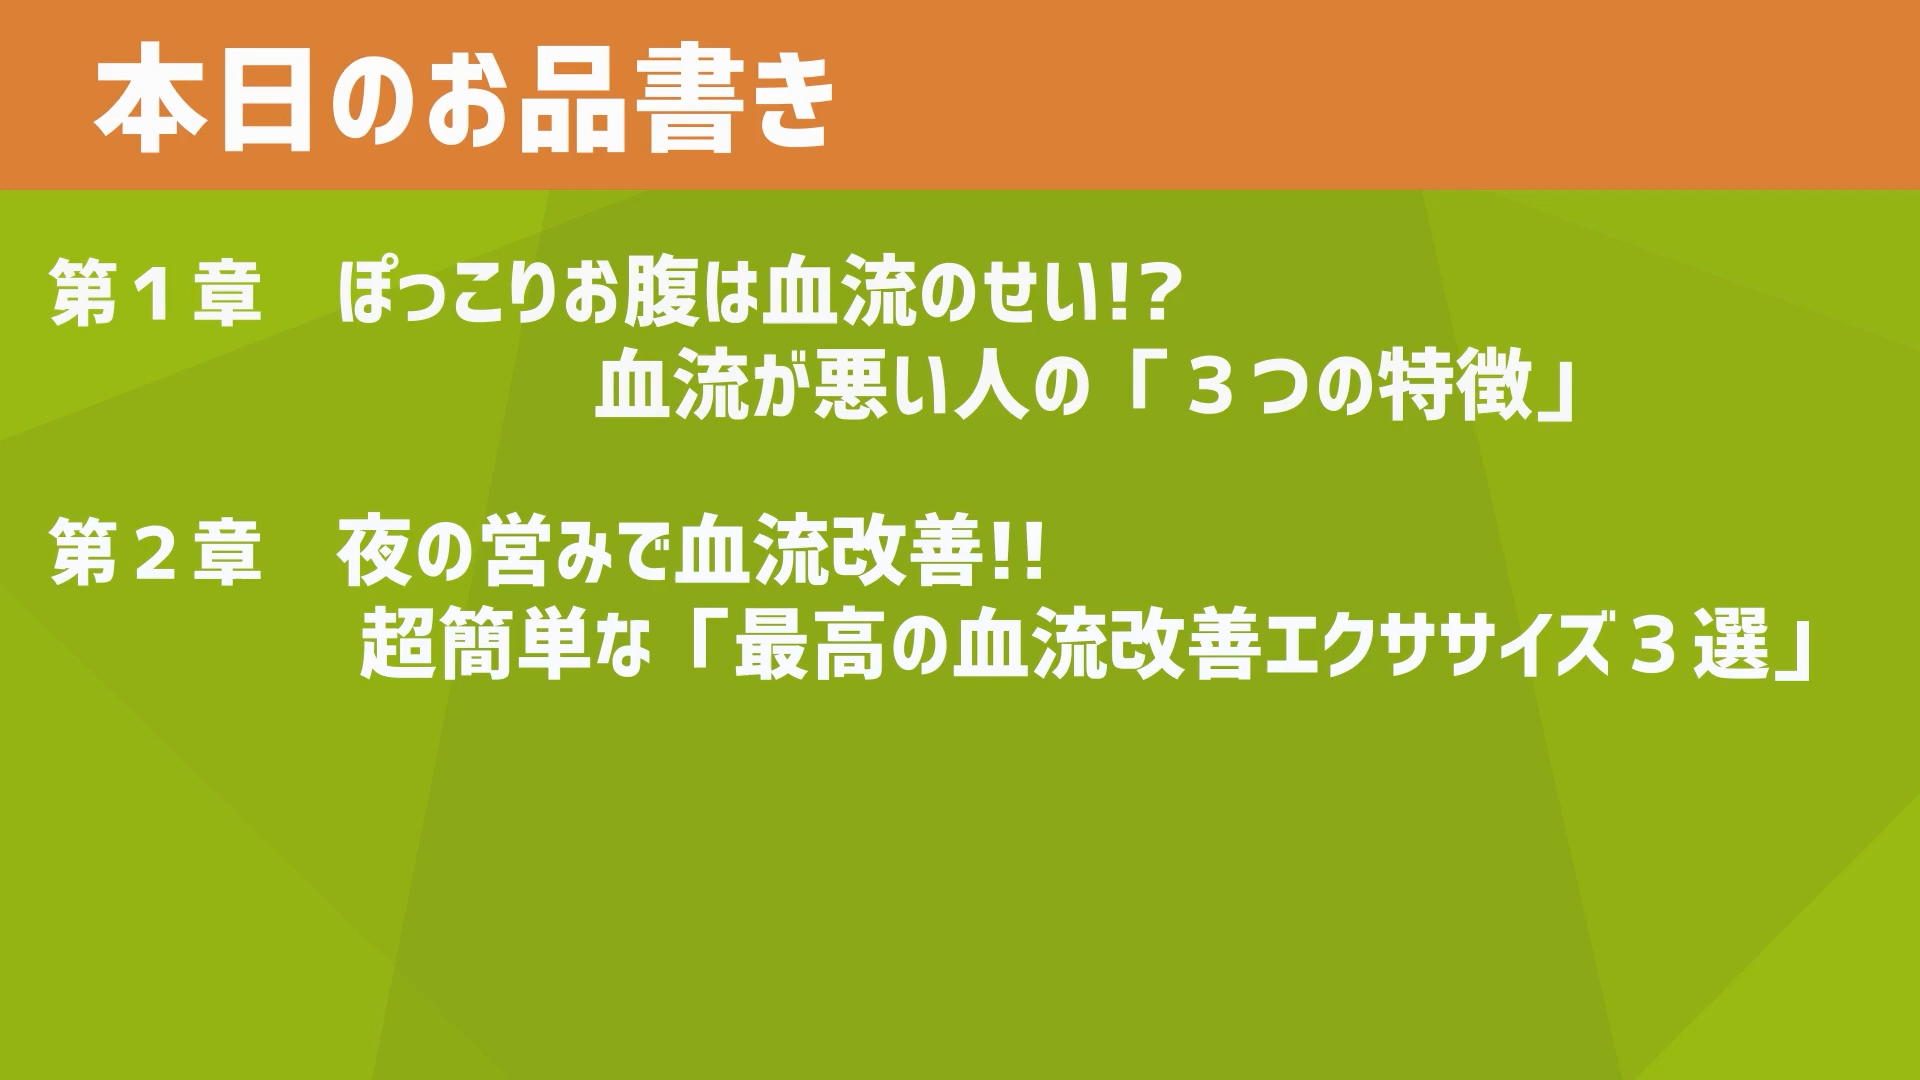 本日のお品書き
第１章　ぽっこりお腹は血流のせい!?
血流が悪い人の「３つの特徴」
第２章　夜の営みで血流改善!!
超簡単な「最高の血流改善エクササイズ３選」